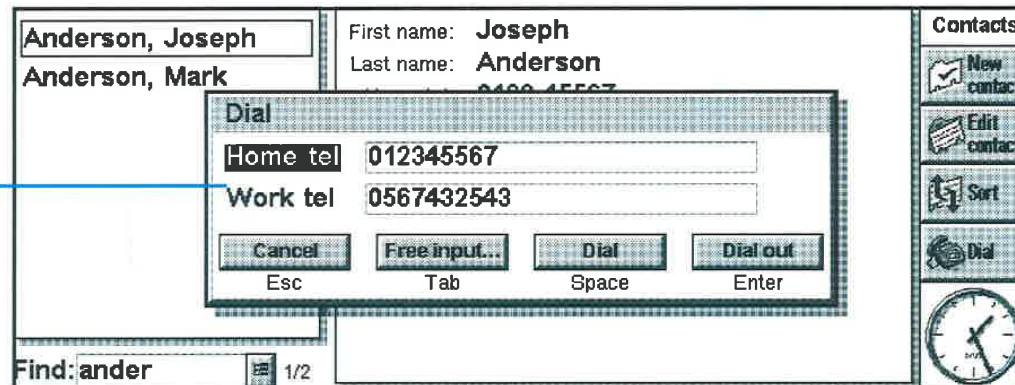 Anderson, Joseph
Anderson, Mark
First name: Joseph
Last name: Anderson
Dial
Home tel 012345567
Work tel 0567432543
Cancel
Esc
Free input...
Tab
Dial
Space
Dial out
Enter
Find: ander 1/2
Contacts
New
contac
Edit
contac
Sort
Dial